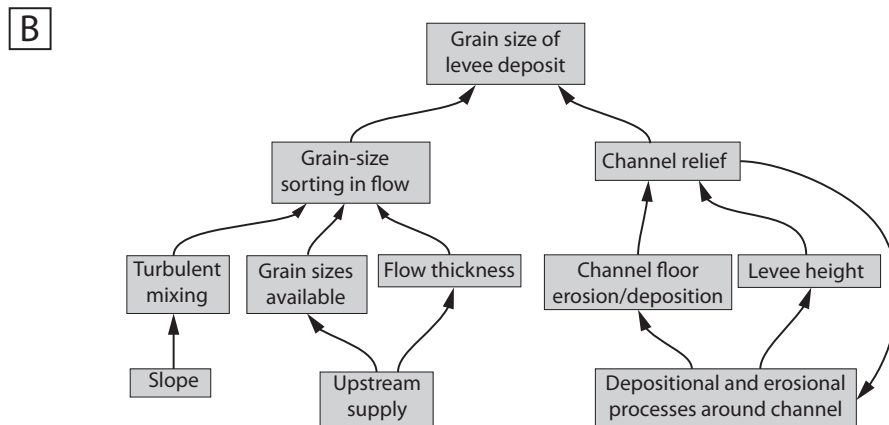 B
Grain size of
levee deposit
Grain-size
sorting in flow
Channel relief
Turbulent
mixing
Grain sizes
available
Flow thickness
Channel floor
erosion/deposition
Levee height
Slope
Upstream
supply
Depositional and erosional
processes around channel